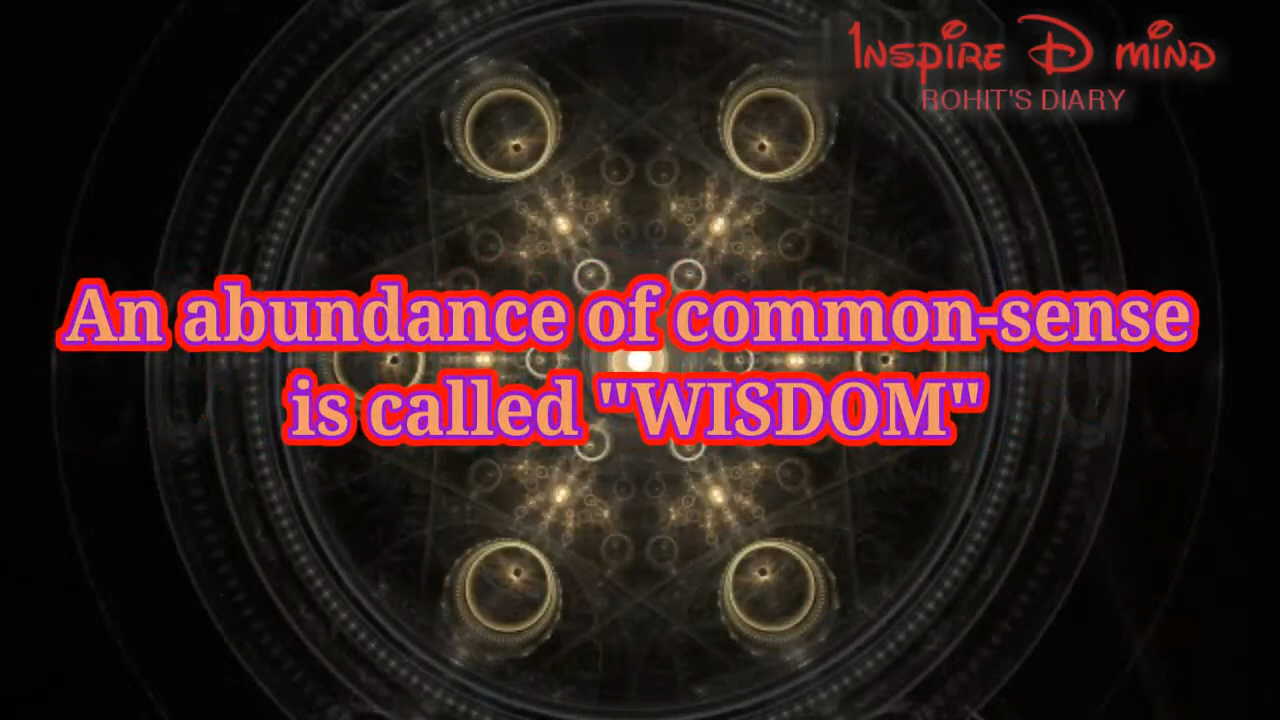 Inspire D mind
ROHIT'S DIARY
An abundance of common-sense
is called "WISDOM"